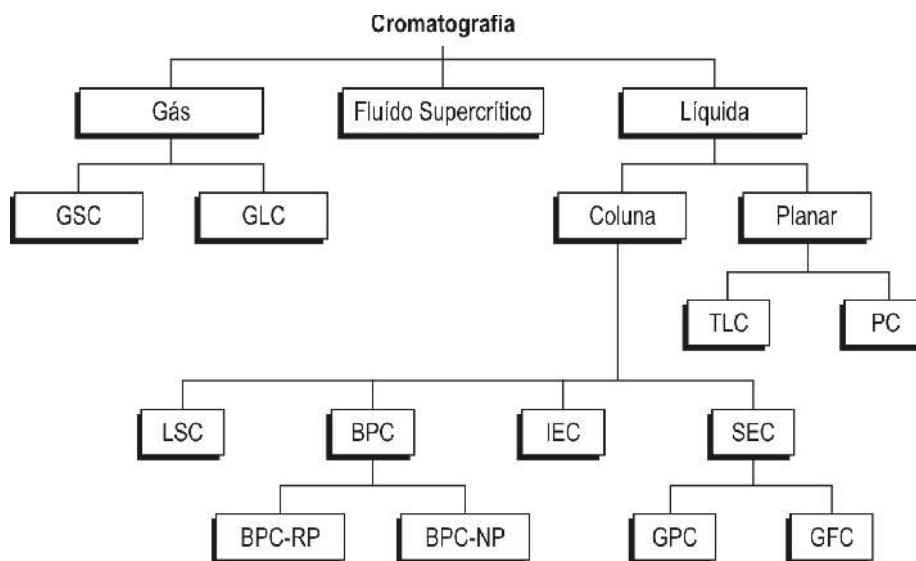 Cromatografia
Gás
Fluído Supercrítico
Líquida
GSC
GLC
Coluna
Planar
TLC
PC
LSC
BPC
IEC
SEC
BPC-RP
BPC-NP
GPC
GFC